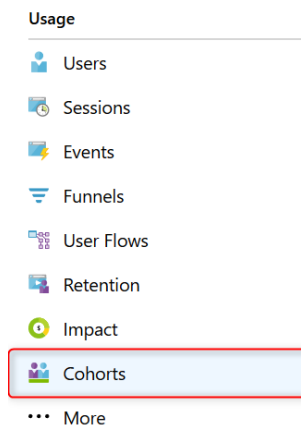 Usage
Users
Sessions
Events
Funnels
User Flows
Retention
Impact
Cohorts
More